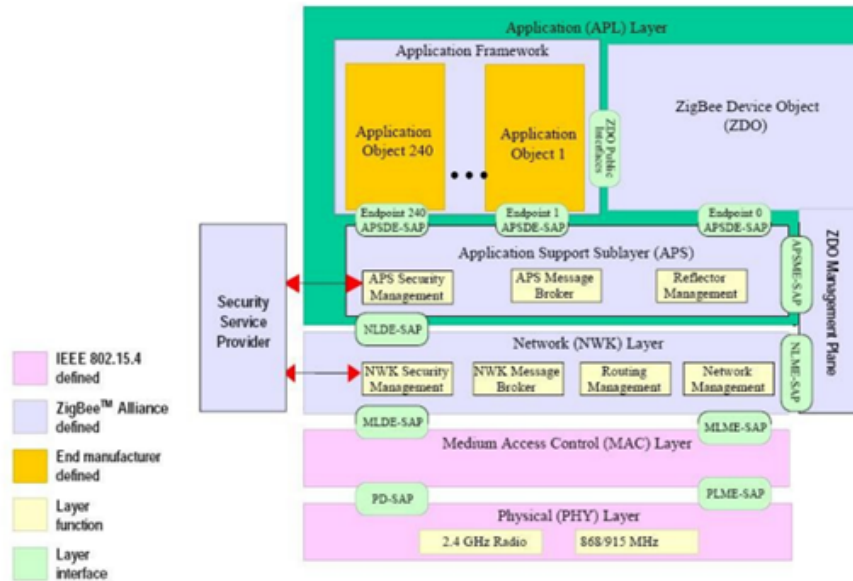 Application (APL) Layer
Application Framework
Application
Object 240
Application
Object 1
ZDO Public
Interfaces
ZigBee Device Object
(ZDO)
Endpoint 240
APSDE-SAP
Endpoint 1
APSDE-SAP
Endpoint 0
APSDE-SAP
Application Support Sublayer (APS)
APS Security
Management
APS Message
Broker
Reflector
Management
APSME-SAP
ZDO Management Plane
Security
Service
Provider
NLDE-SAP
Network (NWK) Layer
NWK Security
Management
NWK Message
Broker
Routing
Management
Network
Management
NLME-SAP
MLDE-SAP
MLME-SAP
Medium Access Control (MAC) Layer
PD-SAP
PLME-SAP
Physical (PHY) Layer
2.4 GHz Radio
868/915 MHz
IEEE 802.15.4
defined
ZigBee™ Alliance
defined
End manufacturer
defined
Layer
function
Layer
interface